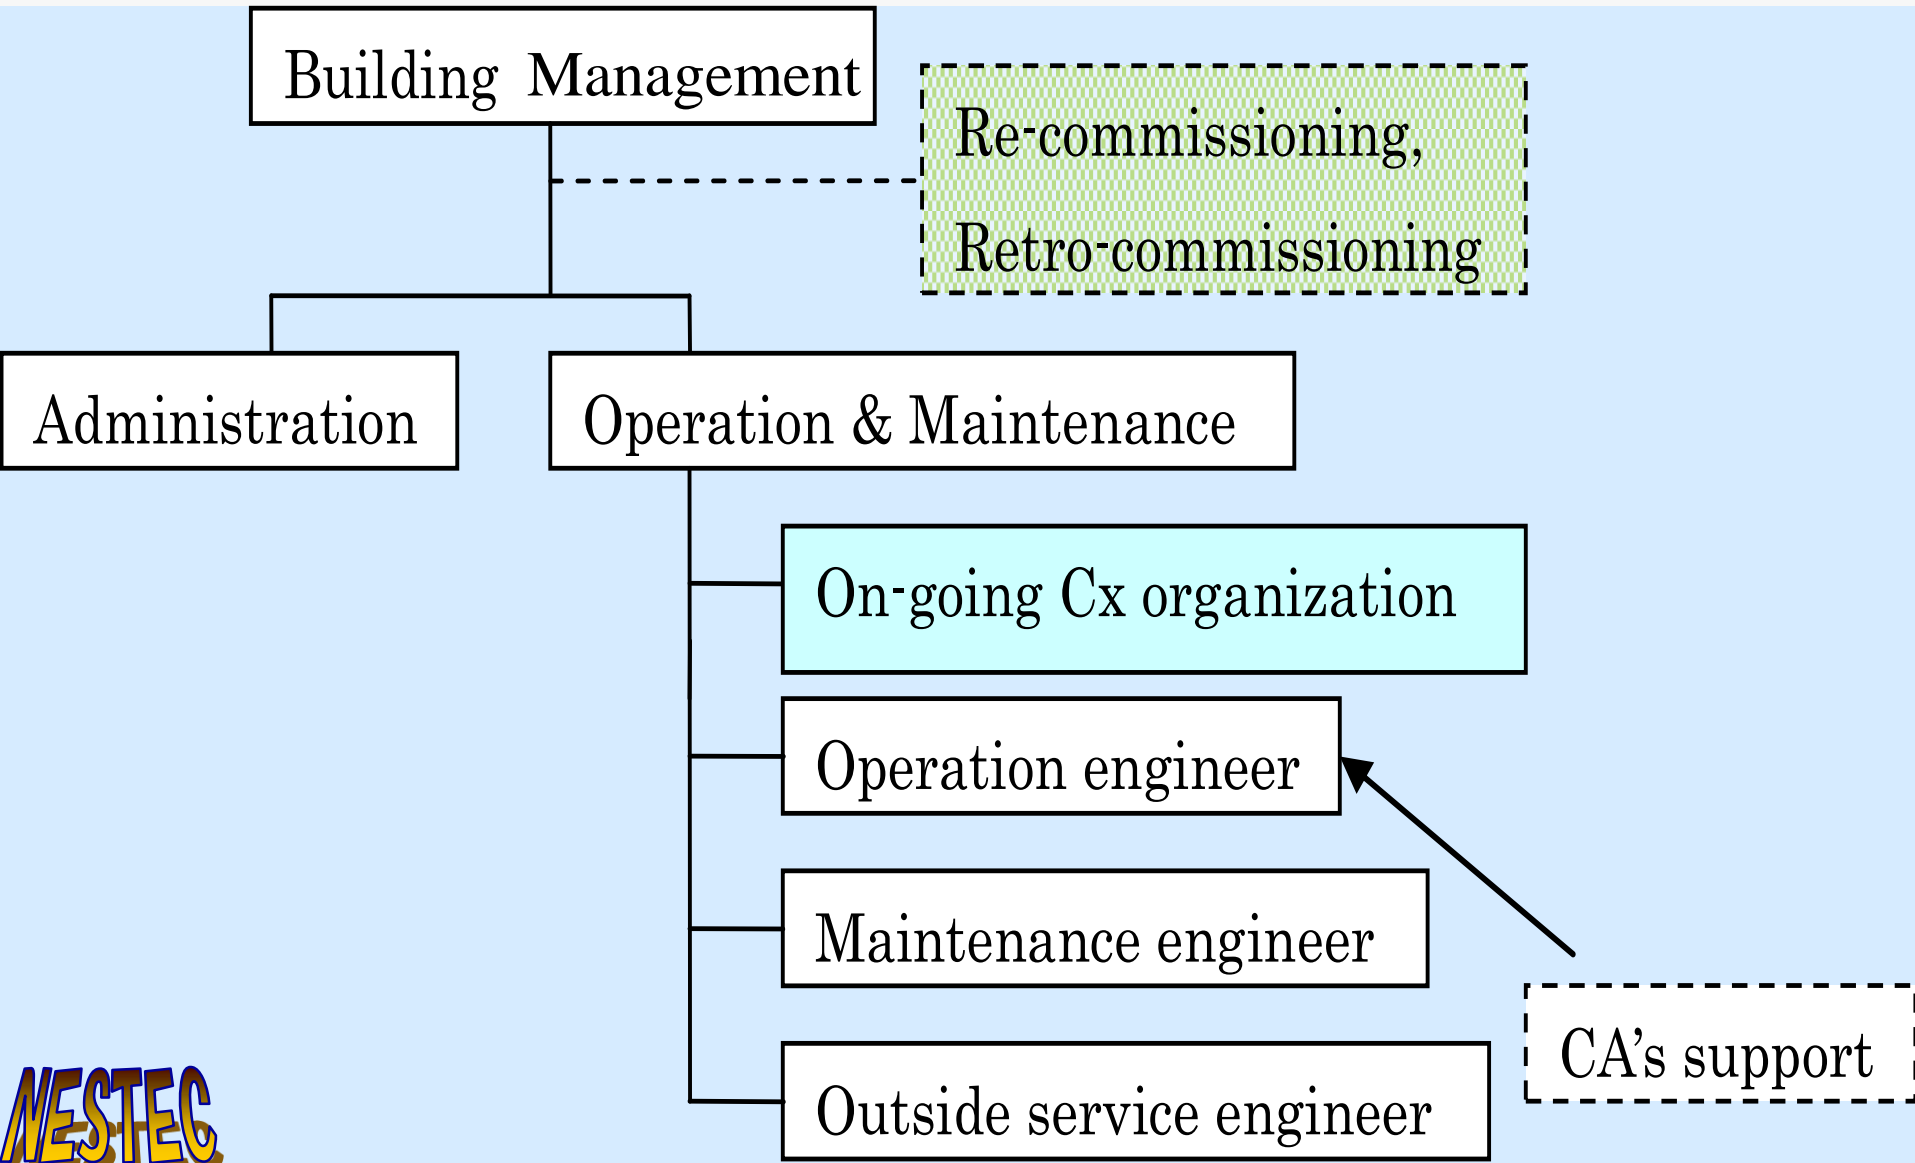 Building Management
Re-commissioning,
Retro-commissioning
Administration
Operation & Maintenance
On-going Cx organization
Operation engineer
Maintenance engineer
CA's support
Outside service engineer
NESTEC